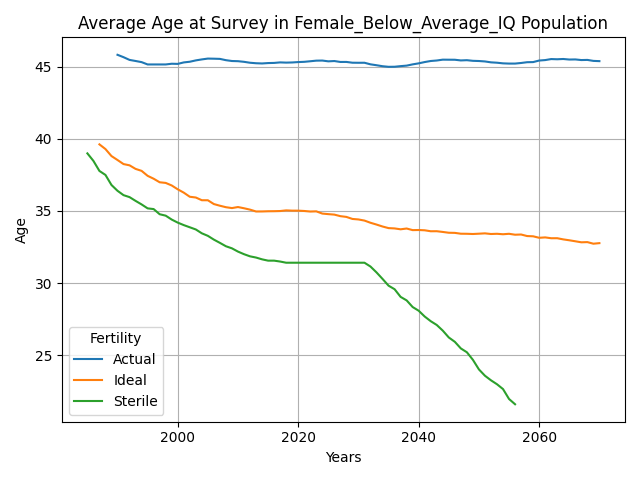 Average Age at Survey in Female_Below_Average_IQ Population
Age
45
40
35
30
25
Fertility
Actual
Ideal
Sterile
2000
2020
2040
2060
Years